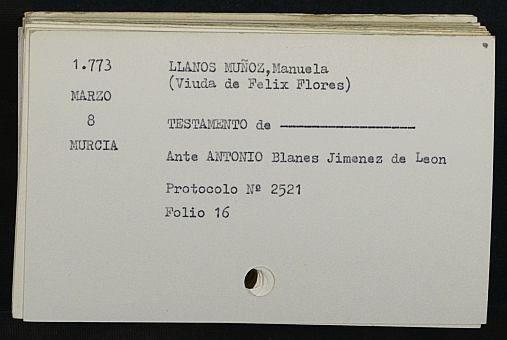 1.773
MARZO
8
MURCIA
LLANOS MUÑOZ,Manuela
(Viuda de Felix Flores)
TESTAMENTO de --------------------
Ante ANTONIO Blanes Jimenez de Leon
Protocolo Nº 2521
Folio 16